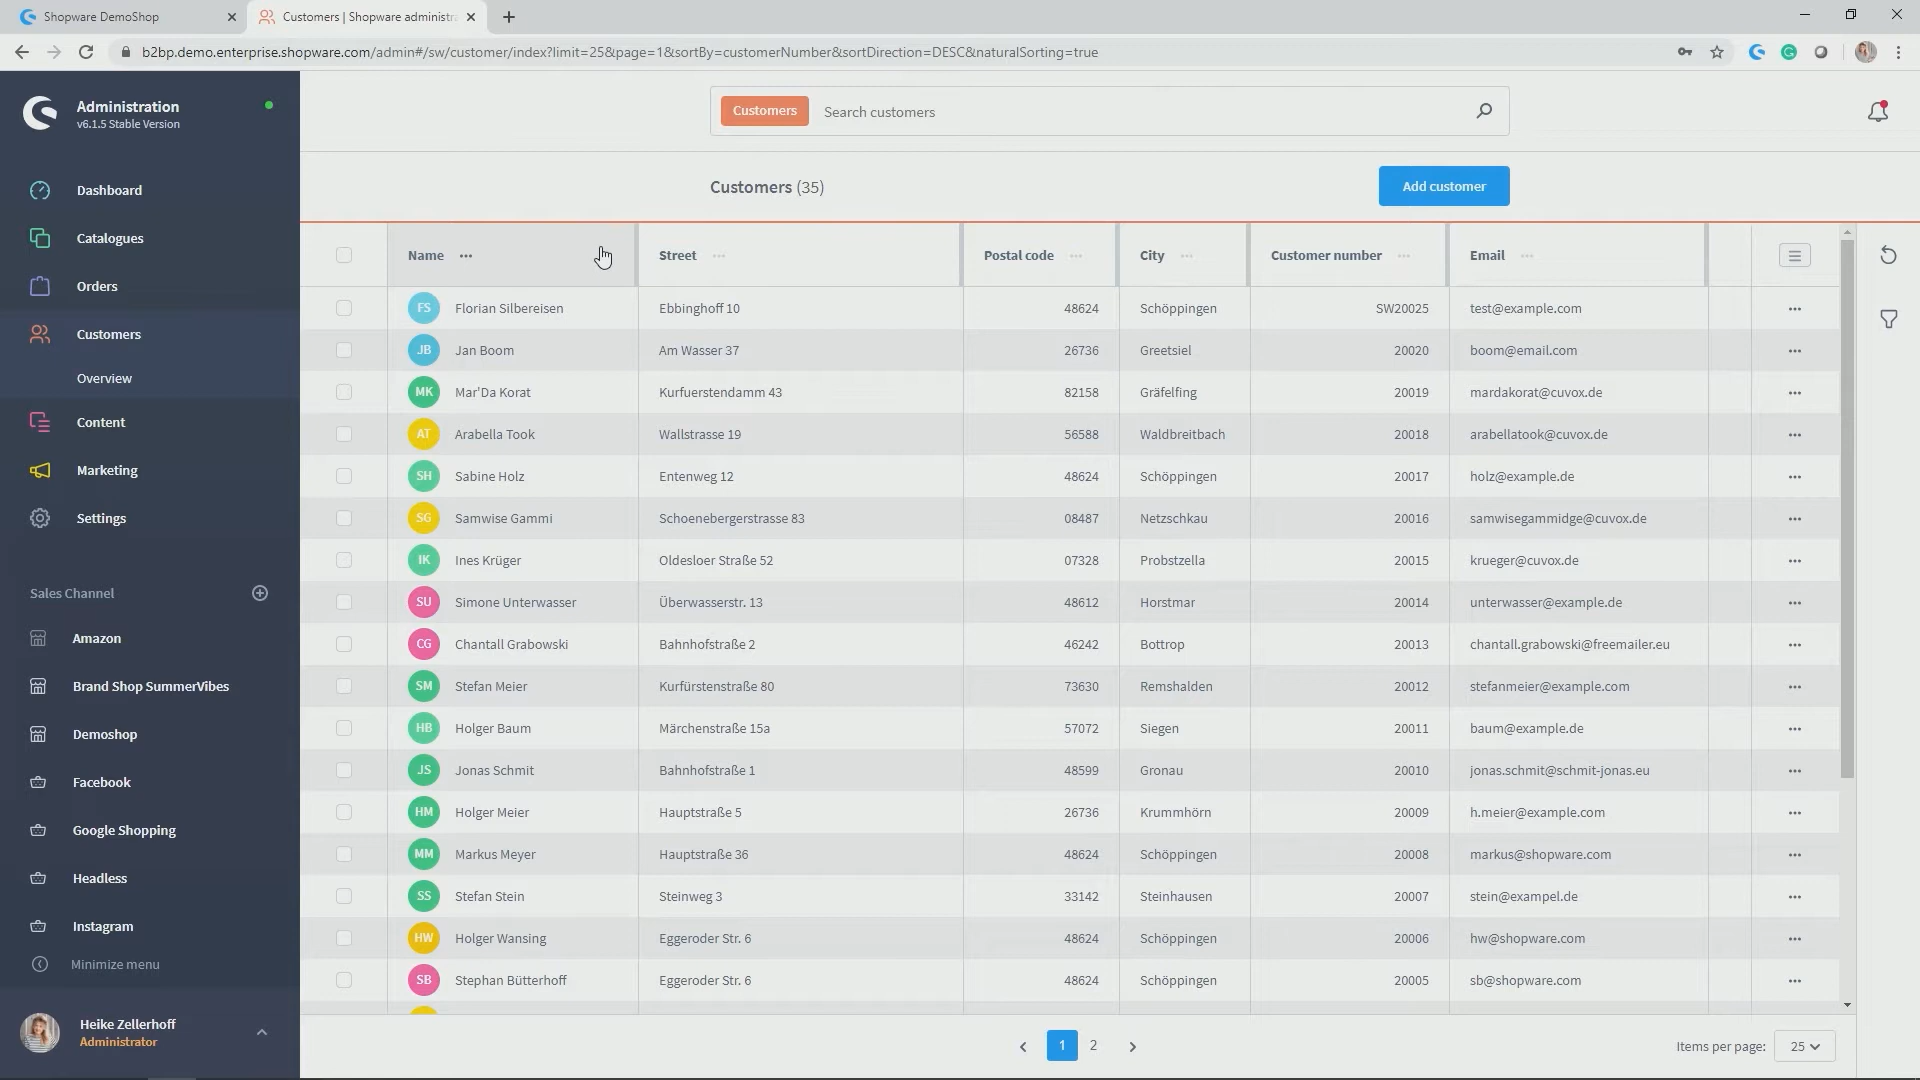 Shopware DemoShop
Customers | Shopware administra
b2bp.demo.enterprise.shopware.com/admin#/sw/customer/index?limit=25&page=1&sortBy=customerNumber&sortDirection=DESC&naturalSorting=true
Administration
v6.1.5 Stable Version
Customers Search customers
Customers (35)
Add customer
Dashboard
Catalogues
Orders
Customers
Overview
Content
Marketing
Settings
Sales Channel
Amazon
Brand Shop SummerVibes
Demoshop
Facebook
Google Shopping
Headless
Instagram
Minimize menu
Heike Zellerhoff
Administrator
Name Street Postal code City Customer number Email
FS Florian Silbereisen Ebbinghoff 10 48624 Schöppingen SW20025 test@example.com
JB Jan Boom Am Wasser 37 26736 Greetsiel 20020 boom@email.com
MK Mar'Da Korat Kurfuerstendamm 43 82158 Gräfelfing 20019 mardakorat@cuvox.de
AT Arabella Took Wallstrasse 19 56588 Waldbreitbach 20018 arabellatook@cuvox.de
SH Sabine Holz Entenweg 12 48624 Schöppingen 20017 holz@example.de
SG Samwise Gammi Schoenebergerstrasse 83 08487 Netzschkau 20016 samwisegammidge@cuvox.de
IK Ines Krüger Oldesloer Straße 52 07328 Probstzella 20015 krueger@cuvox.de
SU Simone Unterwasser Überwasserstr. 13 48612 Horstmar 20014 unterwasser@example.de
CG Chantall Grabowski Bahnhofstraße 2 46242 Bottrop 20013 chantall.grabowski@freemailer.eu
SM Stefan Meier Kurfürstenstraße 80 73630 Remshalden 20012 stefanmeier@example.com
HB Holger Baum Märchenstraße 15a 57072 Siegen 20011 baum@example.de
JS Jonas Schmit Bahnhofstraße 1 48599 Gronau 20010 jonas.schmit@schmit-jonas.eu
HM Holger Meier Hauptstraße 5 26736 Krummhörn 20009 h.meier@example.com
MM Markus Meyer Hauptstraße 36 48624 Schöppingen 20008 markus@shopware.com
SS Stefan Stein Steinweg 3 33142 Steinhausen 20007 stein@exampel.de
HW Holger Wansing Eggeroder Str. 6 48624 Schöppingen 20006 hw@shopware.com
SB Stephan Bütterhoff Eggeroder Str. 6 48624 Schöppingen 20005 sb@shopware.com
1 2
Items per page: 25